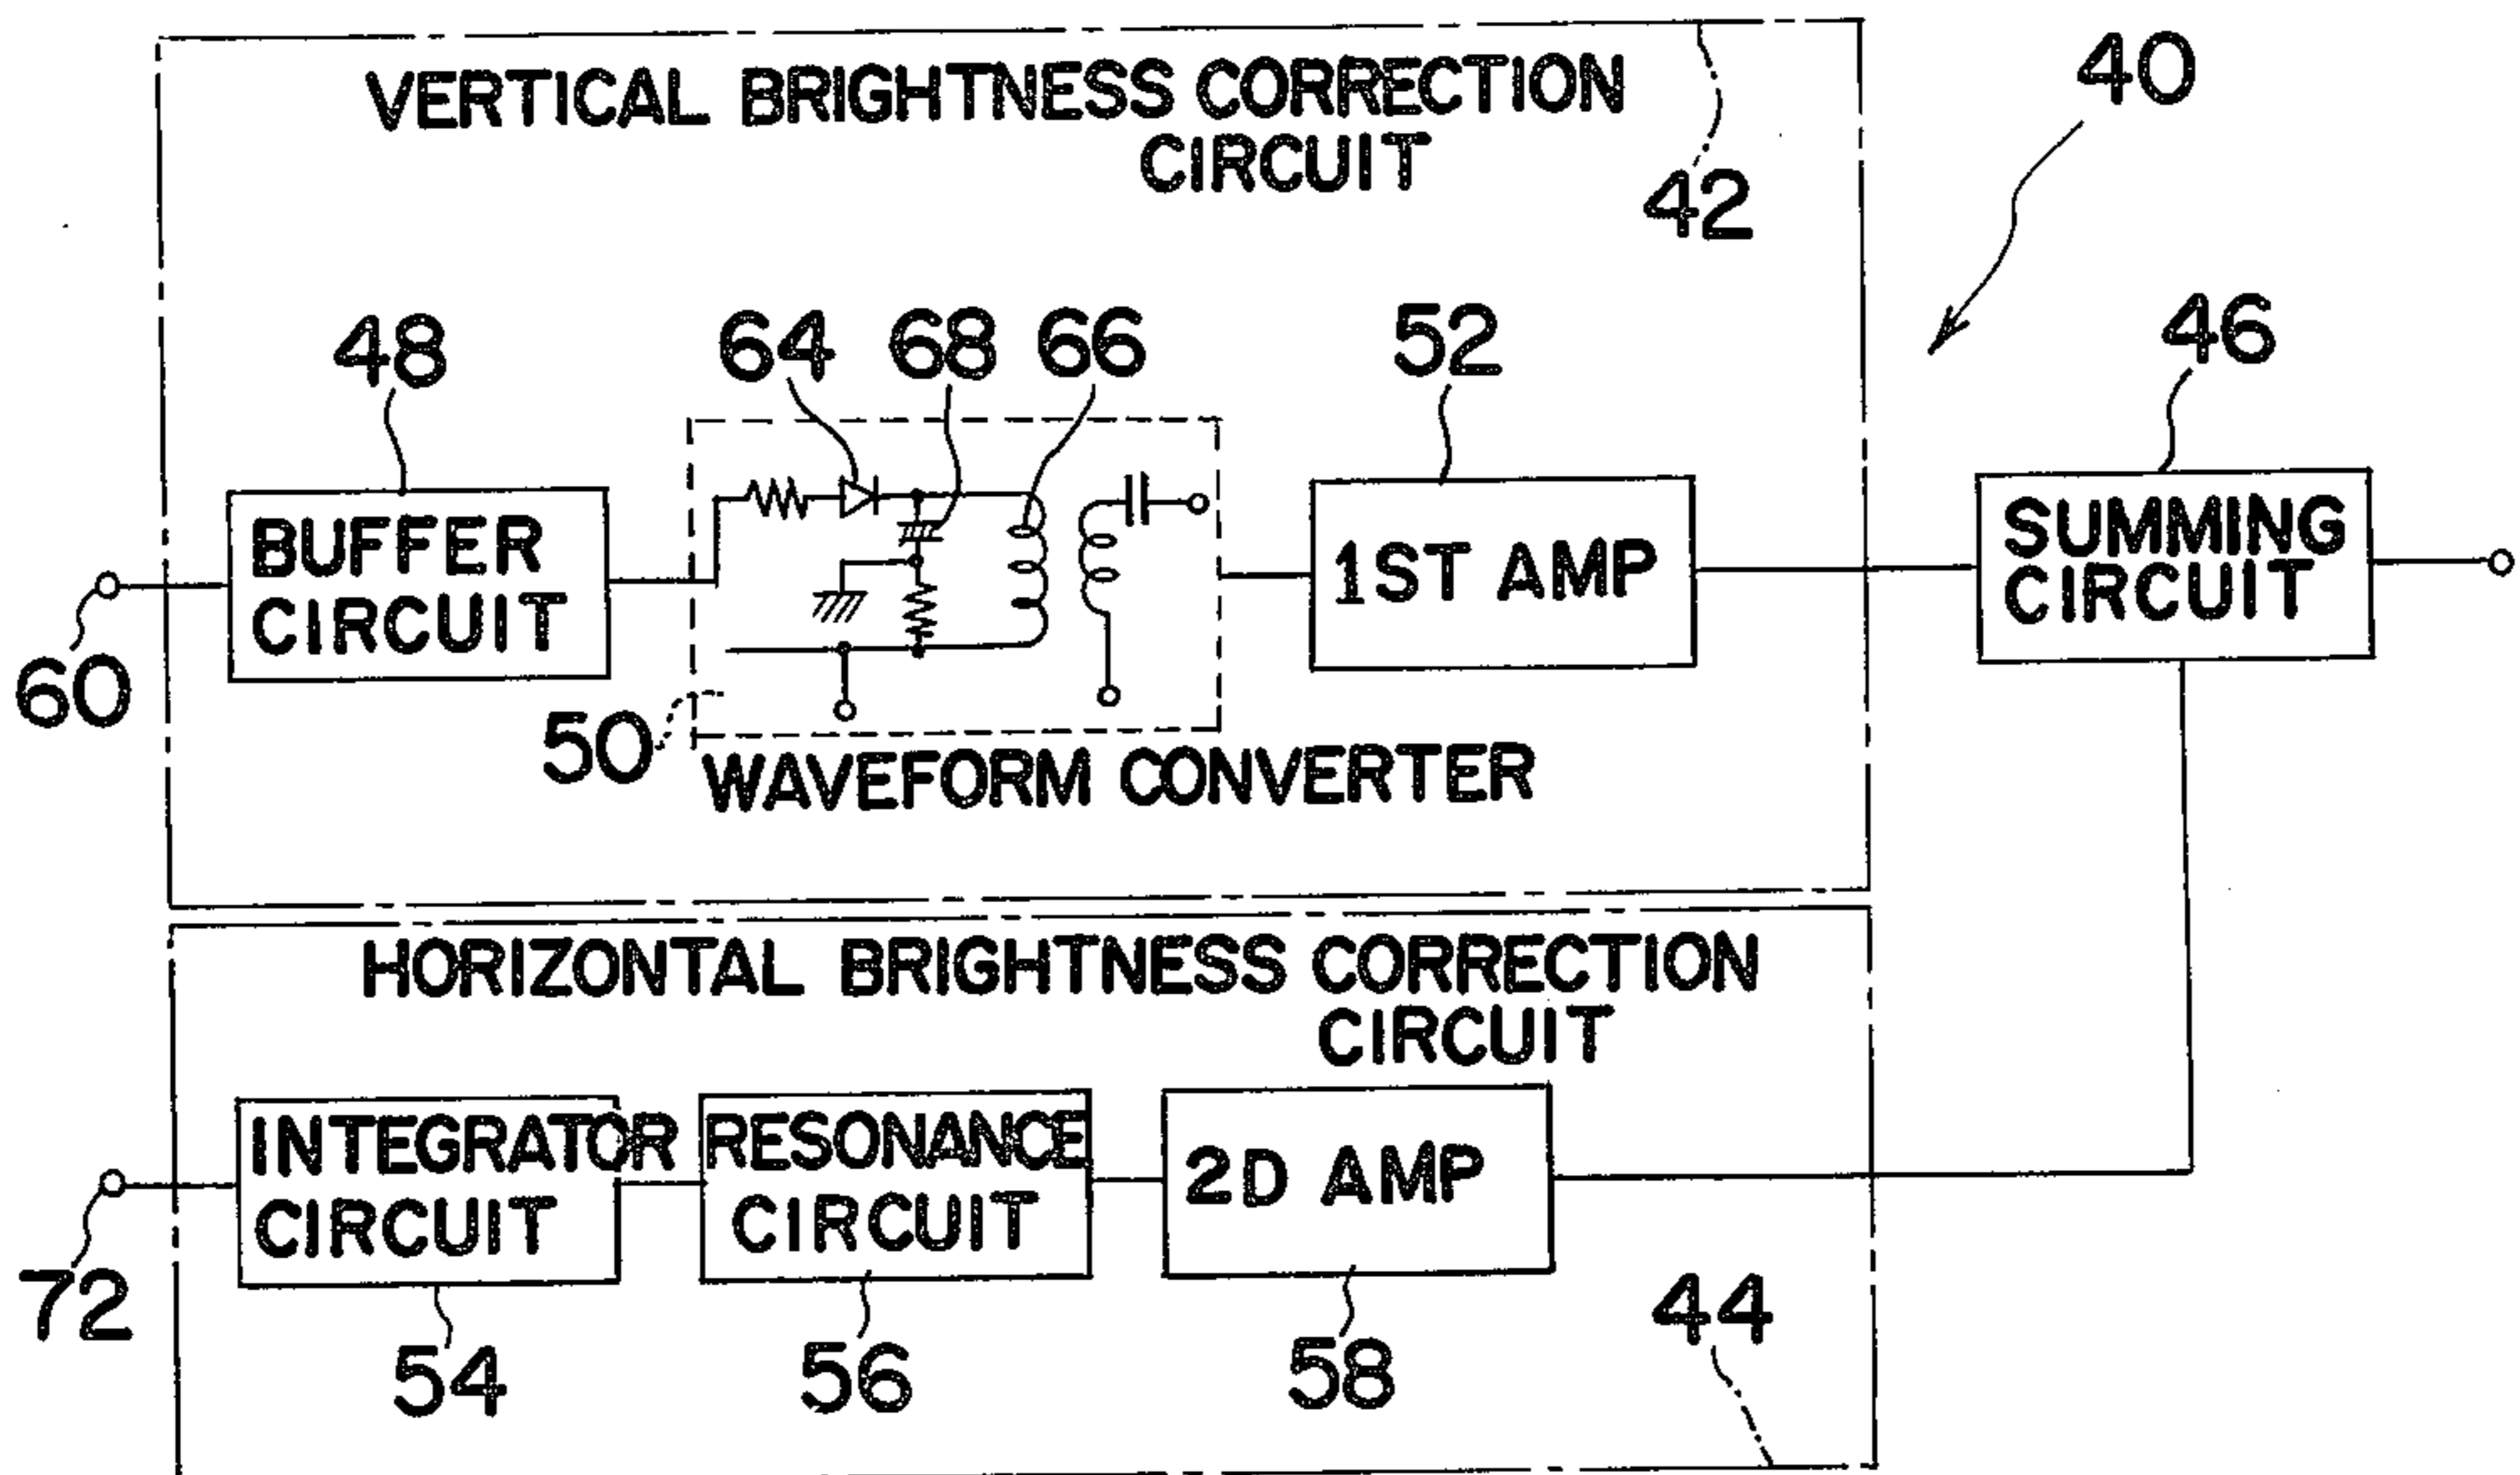 VERTICAL BRIGHTNESS CORRECTION
CIRCUIT
40
42
48
64
68
66
52
46
BUFFER
CIRCUIT
1ST AMP
SUMMING
CIRCUIT
60
50
WAVEFORM CONVERTER
HORIZONTAL BRIGHTNESS CORRECTION
CIRCUIT
INTEGRATOR
CIRCUIT
RESONANCE
CIRCUIT
2D AMP
72
54
56
58
44